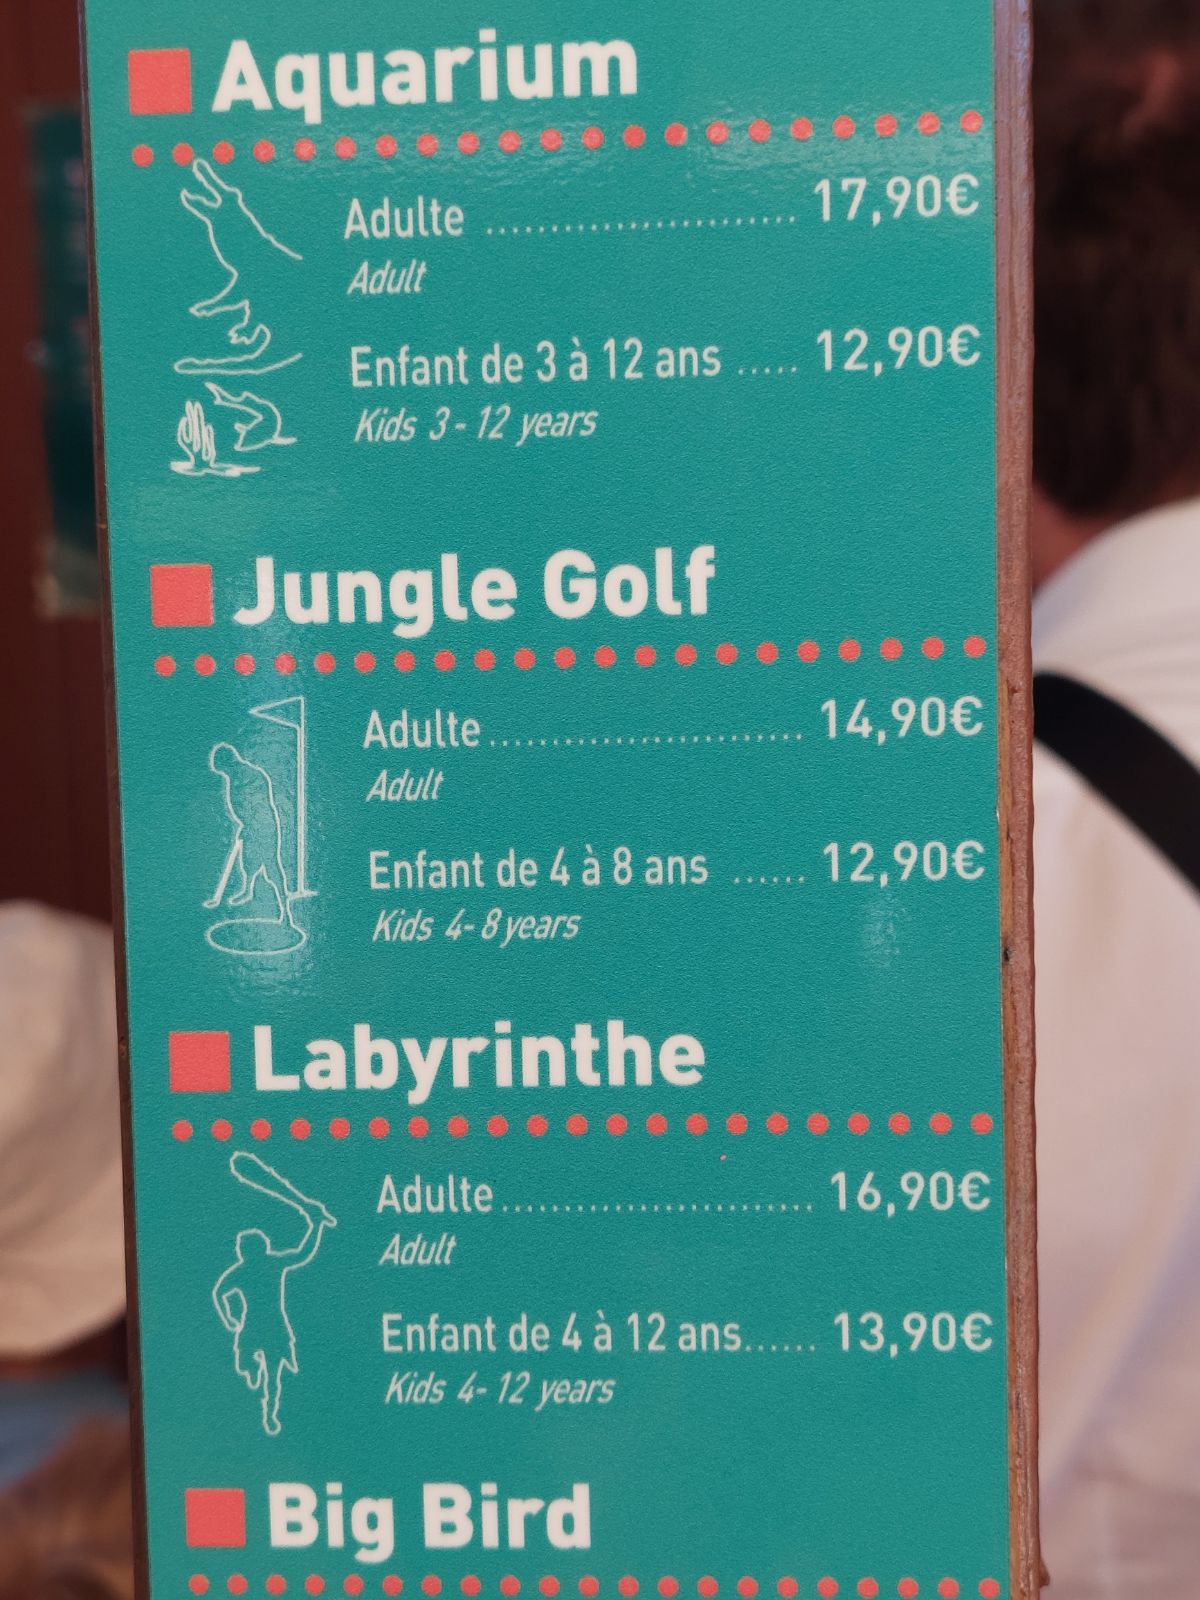 Aquarium
Adulte ........................ 17,90€
Adult
Enfant de 3 à 12 ans ..... 12,90€
Kids 3 - 12 years
Jungle Golf
Adulte ........................ 14,90€
Adult
Enfant de 4 à 8 ans ...... 12,90€
Kids 4- 8 years
Labyrinthe
Adulte ........................ 16,90€
Adult
Enfant de 4 à 12 ans...... 13,90€
Kids 4- 12 years
Big Bird